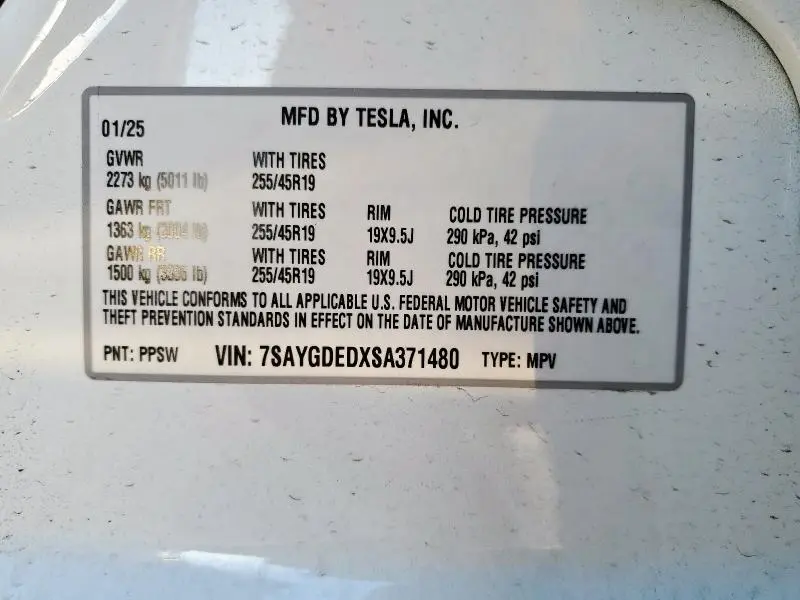 MFD BY TESLA, INC.
01/25
GVWR WITH TIRES
2273 kg (5011 lb) 255/45R19
GAWR FRT WITH TIRES RIM COLD TIRE PRESSURE
1363 kg lb) 255/45R19 19X9.5J 290 kPa, 42 psi
GAWR RR WITH TIRES RIM COLD TIRE PRESSURE
1500 kg lb) 255/45R19 19X9.5J 290 kPa, 42 psi
THIS VEHICLE CONFORMS TO ALL APPLICABLE U.S. FEDERAL MOTOR VEHICLE SAFETY AND
THEFT PREVENTION STANDARDS IN EFFECT ON THE DATE OF MANUFACTURE SHOWN ABOVE.
PNT: PPSW VIN: 7SAYGDEDXSA371480 TYPE: MPV